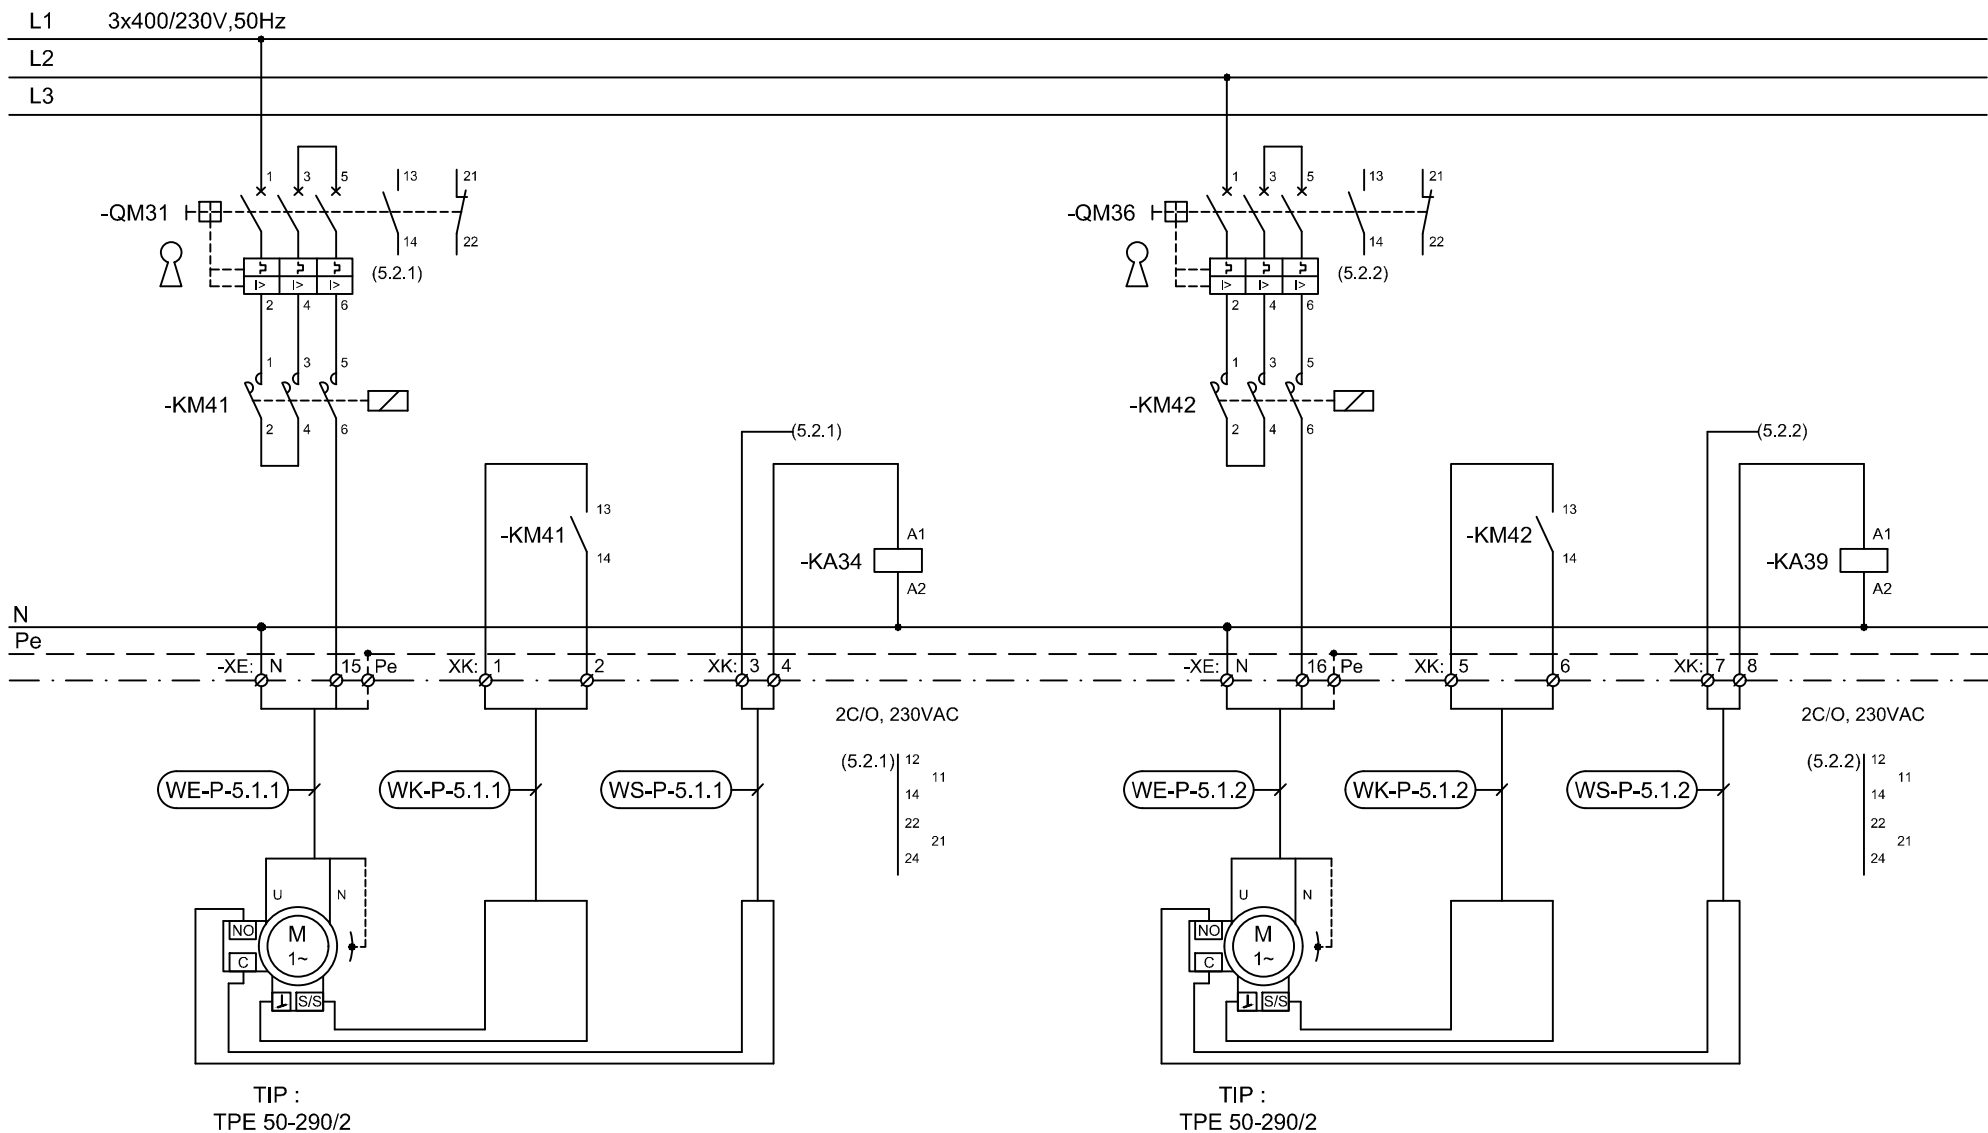 L1 3x400/230V,50Hz
L2
L3
1 3 5 13 21
-QM31
14 22
(5.2.1)
I> I> I>
2 4 6
1 3 5
-KM41
2 4 6
(5.2.1)
13
-KM41
14
A1
-KA34
A2
1 3 5 13 21
-QM36
14 22
(5.2.2)
I> I> I>
2 4 6
1 3 5
-KM42
2 4 6
(5.2.2)
13
-KM42
14
A1
-KA39
A2
N
Pe
-XE: N 15 Pe XK: 1 2 XK: 3 4 -XE: N 16 Pe XK: 5 6 XK: 7 8
2C/O, 230VAC
(5.2.1) 12
11
14
22
21
24
WE-P-5.1.1 WK-P-5.1.1 WS-P-5.1.1
U N
NO M
C 1~
S/S
TIP :
TPE 50-290/2
2C/O, 230VAC
(5.2.2) 12
11
14
22
21
24
WE-P-5.1.2 WK-P-5.1.2 WS-P-5.1.2
U N
NO M
C 1~
S/S
TIP :
TPE 50-290/2